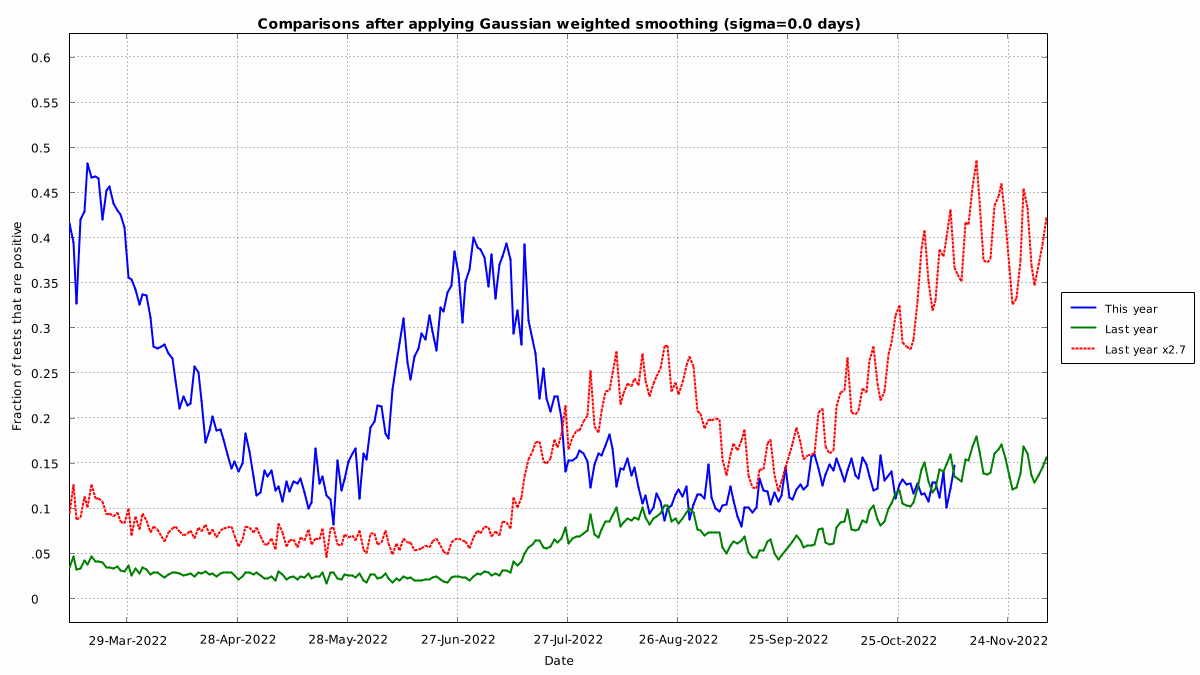 Comparisons after applying Gaussian weighted smoothing (sigma=0.0 days)
0.6
0.55
0.5
0.45
0.4
0.35
0.3
0.25
0.2
0.15
0.1
.05
0
Fraction of tests that are positive
29-Mar-2022 28-Apr-2022 28-May-2022 27-Jun-2022 27-Jul-2022 26-Aug-2022 25-Sep-2022 25-Oct-2022 24-Nov-2022
Date
This year
Last year
Last year x2.7